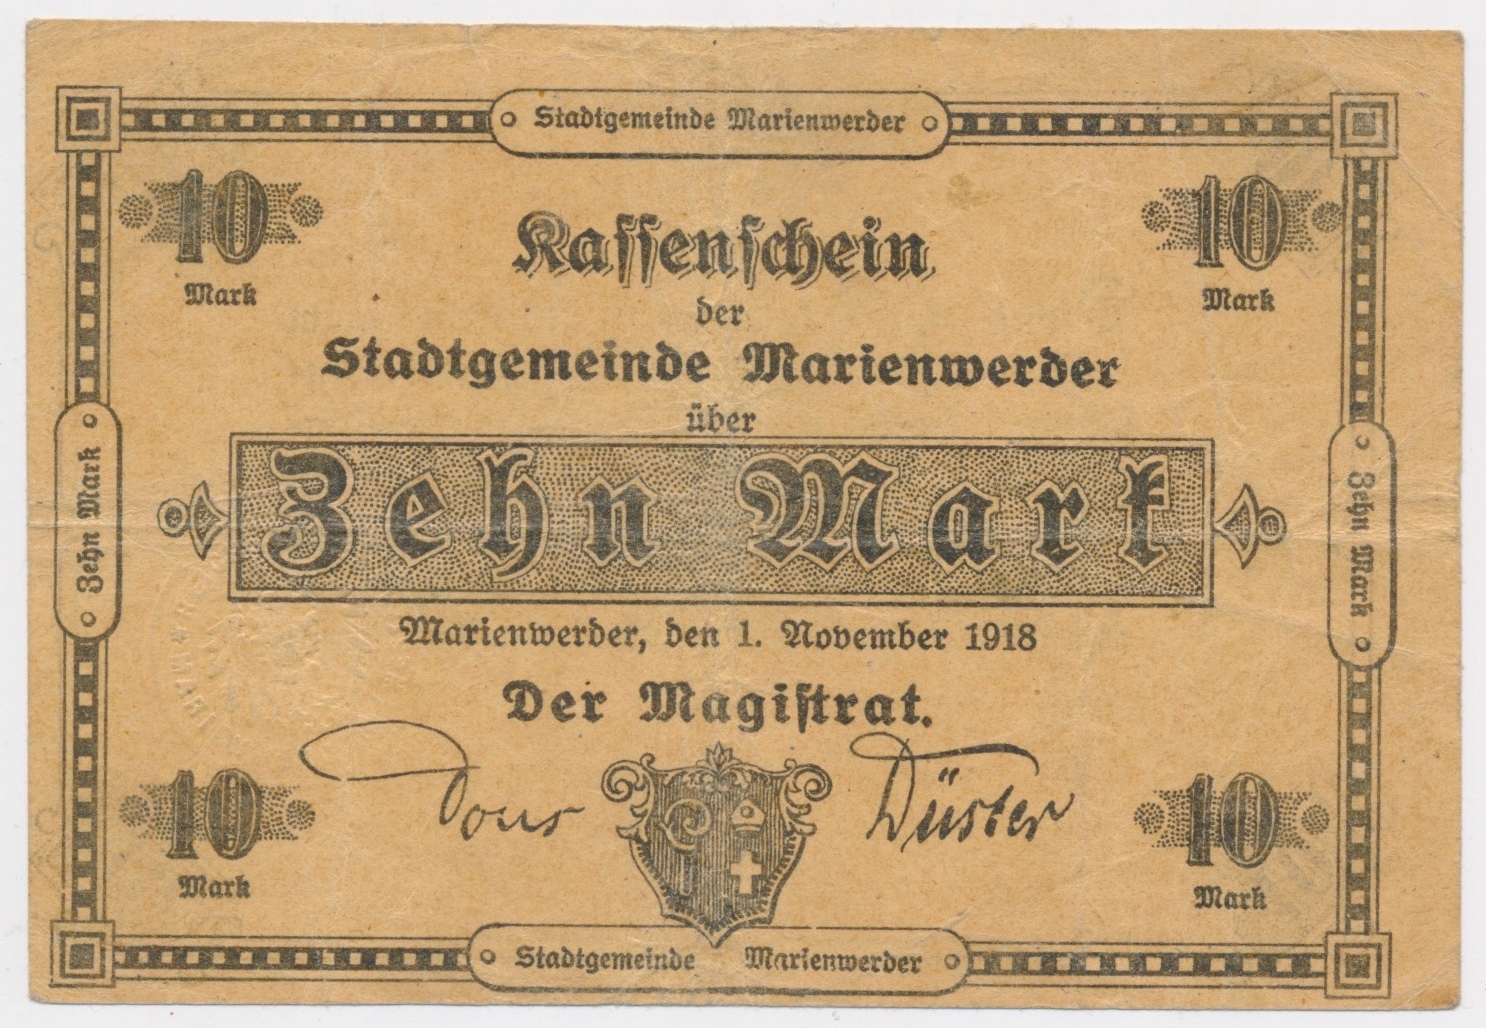 Stadtgemeinde Marienwerder
10
Mark
10
Mark
Kassenschein
der
Stadtgemeinde Marienwerder
über
Zehn Mark
Zehn Mark
Zehn Mark
Marienwerder, den 1. November 1918
Der Magistrat.
Düster
10
Mark
10
Mark
Stadtgemeinde Marienwerder